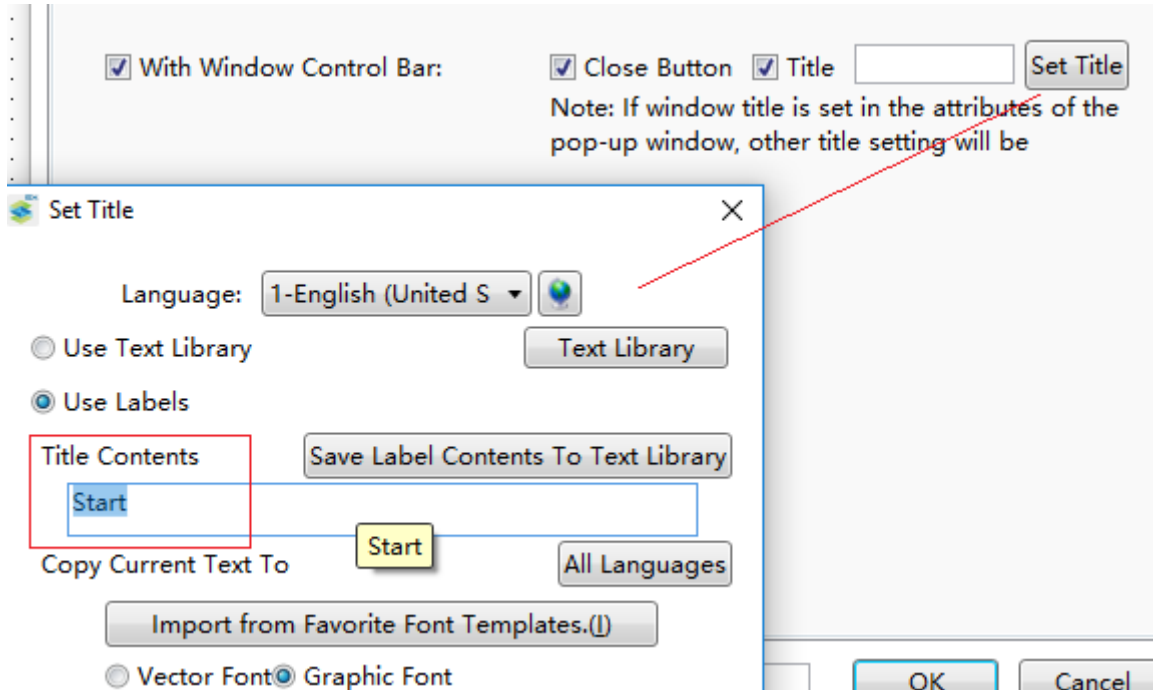 With Window Control Bar: Close Button Title Set Title
Note: If window title is set in the attributes of the
pop-up window, other title setting will be
Set Title
Language: 1-English (United S
Use Text Library Text Library
Use Labels
Title Contents Save Label Contents To Text Library
Start
Start
Copy Current Text To All Languages
Import from Favorite Font Templates.(I)
Vector Font Graphic Font
OK Cancel